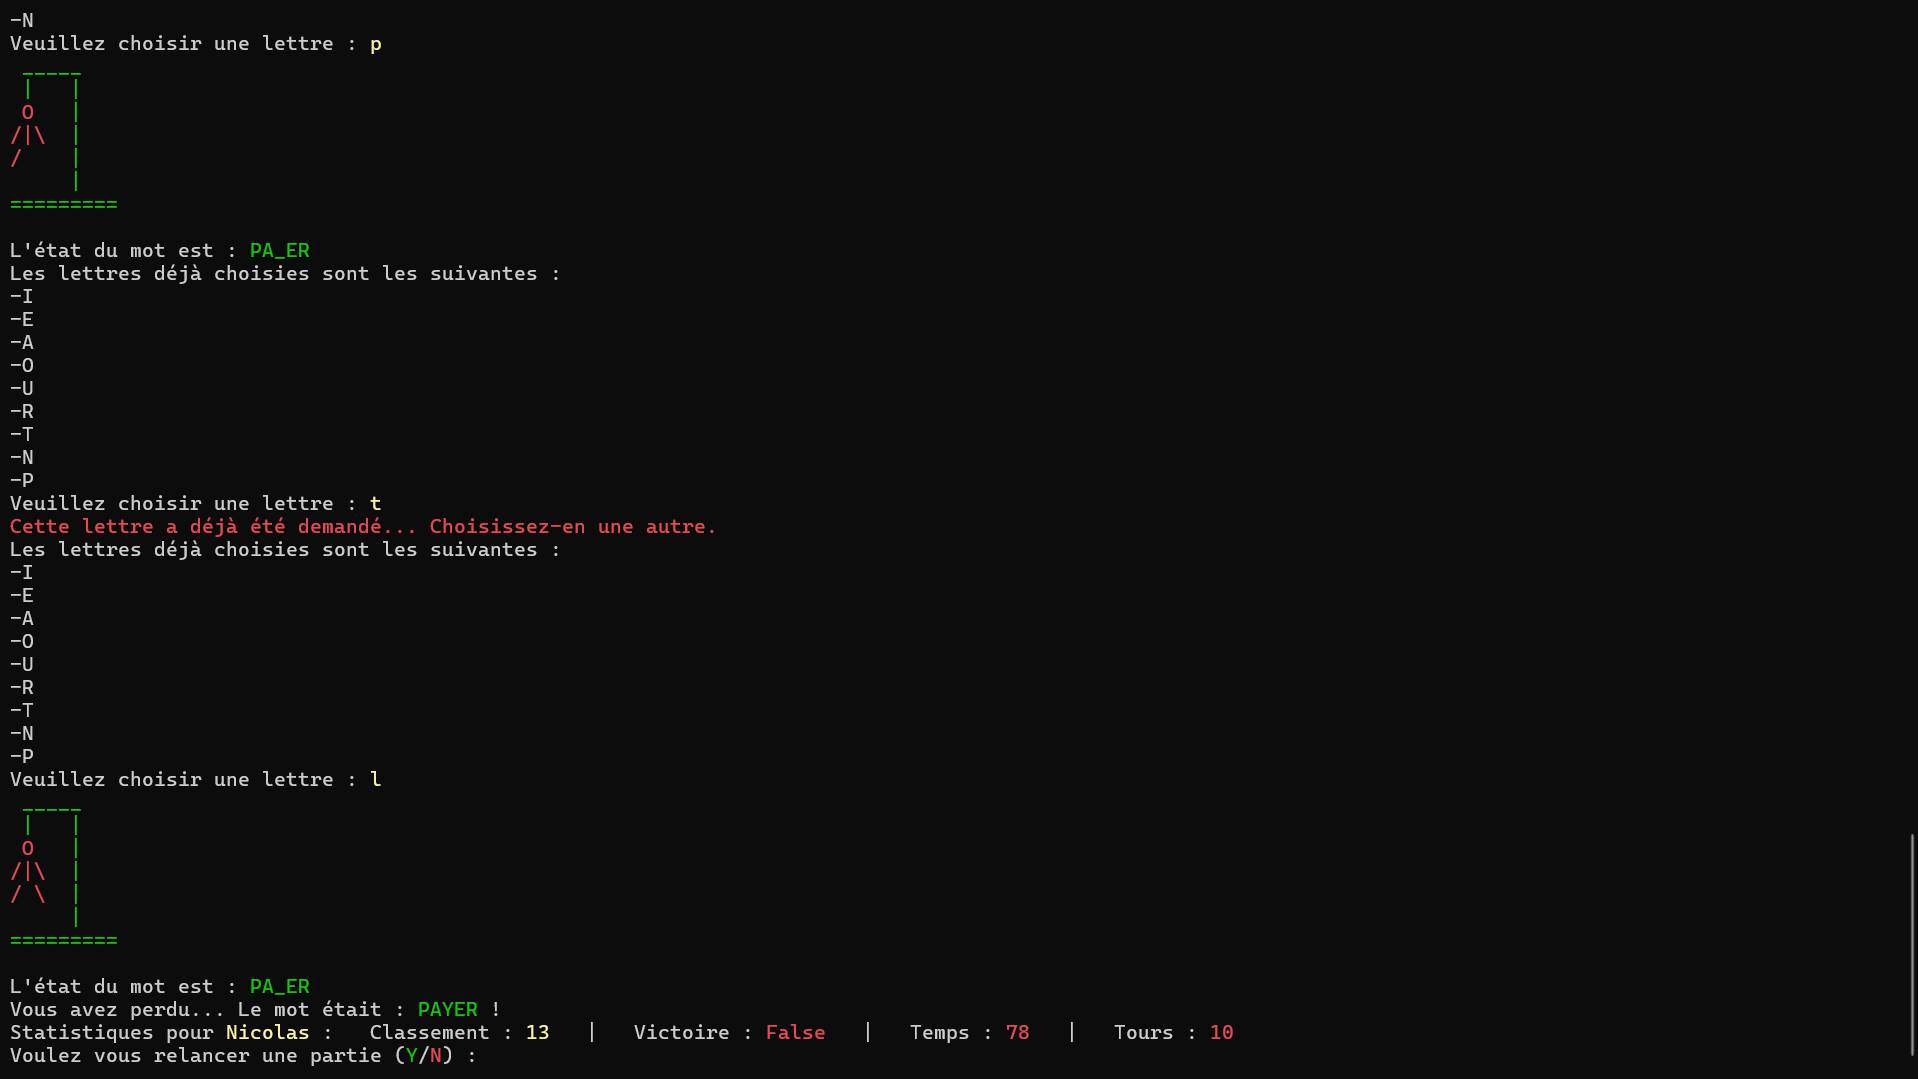 -N
Veuillez choisir une lettre : p
 _____
 |   |
 O   |
/|\  |
/    |
     |
=========
L'état du mot est : PA_ER
Les lettres déjà choisies sont les suivantes :
-I
-E
-A
-O
-U
-R
-T
-N
-P
Veuillez choisir une lettre : t
Cette lettre a déjà été demandé... Choisissez-en une autre.
Les lettres déjà choisies sont les suivantes :
-I
-E
-A
-O
-U
-R
-T
-N
-P
Veuillez choisir une lettre : l
 _____
 |   |
 O   |
/|\  |
/ \  |
     |
=========
L'état du mot est : PA_ER
Vous avez perdu... Le mot était : PAYER !
Statistiques pour Nicolas :   Classement : 13   |   Victoire : False   |   Temps : 78   |   Tours : 10
Voulez vous relancer une partie (Y/N) :